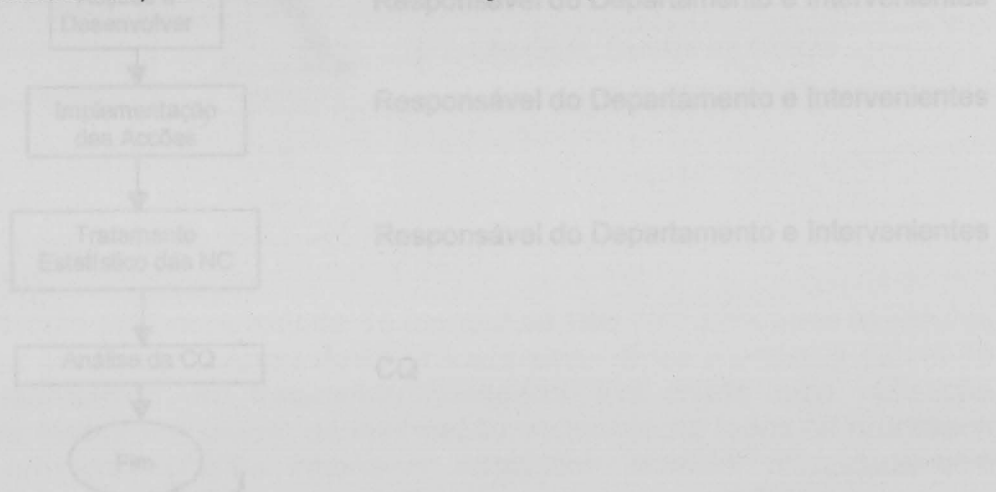 Desenvolver
Responsável do Departamento e Intervenientes
Implementação
das Acções
Responsável do Departamento e Intervenientes
Tratamento
Estatístico das NC
Responsável do Departamento e Intervenientes
Análise da CQ
CQ
Fim